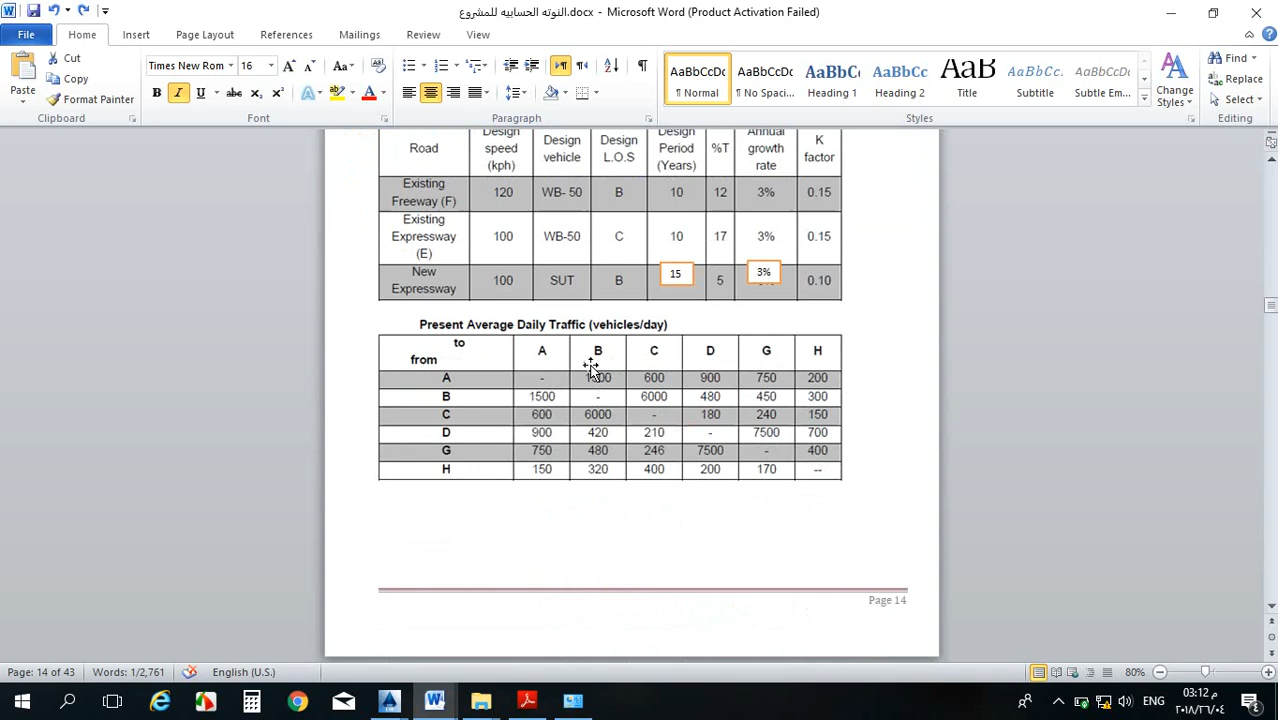 النوته الحسابيه للمشروع.docx - Microsoft Word (Product Activation Failed)
File Home Insert Page Layout References Mailings Review View
Paste
Cut
Copy
Format Painter
Clipboard
Times New Rom 16
Font
Paragraph
AaBbCcDc AaBbCcDc AaBbCc AaBbCc AaB AaBbCc. AaBbCcDc
¶ Normal ¶ No Spaci... Heading 1 Heading 2 Title Subtitle Subtle Em...
Change Styles
Styles
Find
Replace
Select
Editing
Road Design speed (kph) Design vehicle Design L.O.S Design Period (Years) %T Annual growth rate K factor
Existing Freeway (F) 120 WB- 50 B 10 12 3% 0.15
Existing Expressway (E) 100 WB-50 C 10 17 3% 0.15
New Expressway 100 SUT B 15 5 3% 0.10
Present Average Daily Traffic (vehicles/day)
to
from A B C D G H
A - 600 900 750 200
B 1500 - 6000 480 450 300
C 600 6000 - 180 240 150
D 900 420 210 - 7500 700
G 750 480 246 7500 - 400
H 150 320 400 200 170 --
Page 14
Page: 14 of 43 Words: 1/2,761 English (U.S.) 80%
ENG
03:12 م
٢٠١٨/٢٦/٠٤